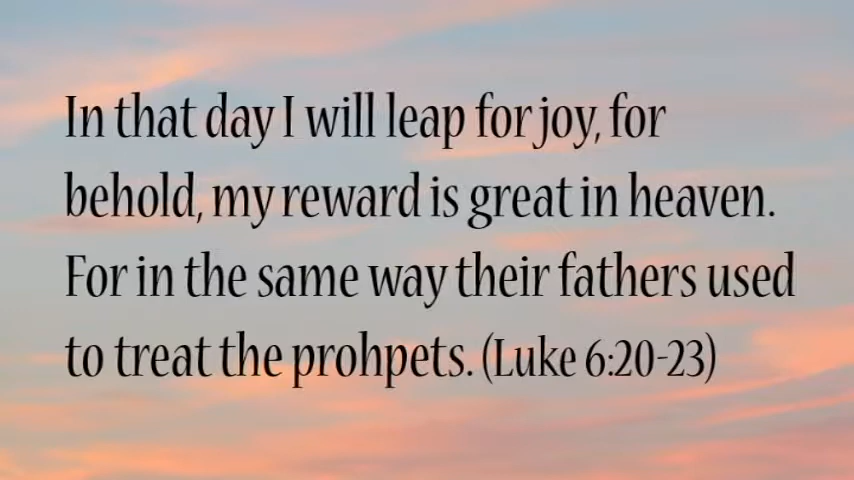 In that day I will leap for joy, for
behold, my reward is great in heaven.
For in the same way their fathers used
to treat the prohpets. (Luke 6:20-23)